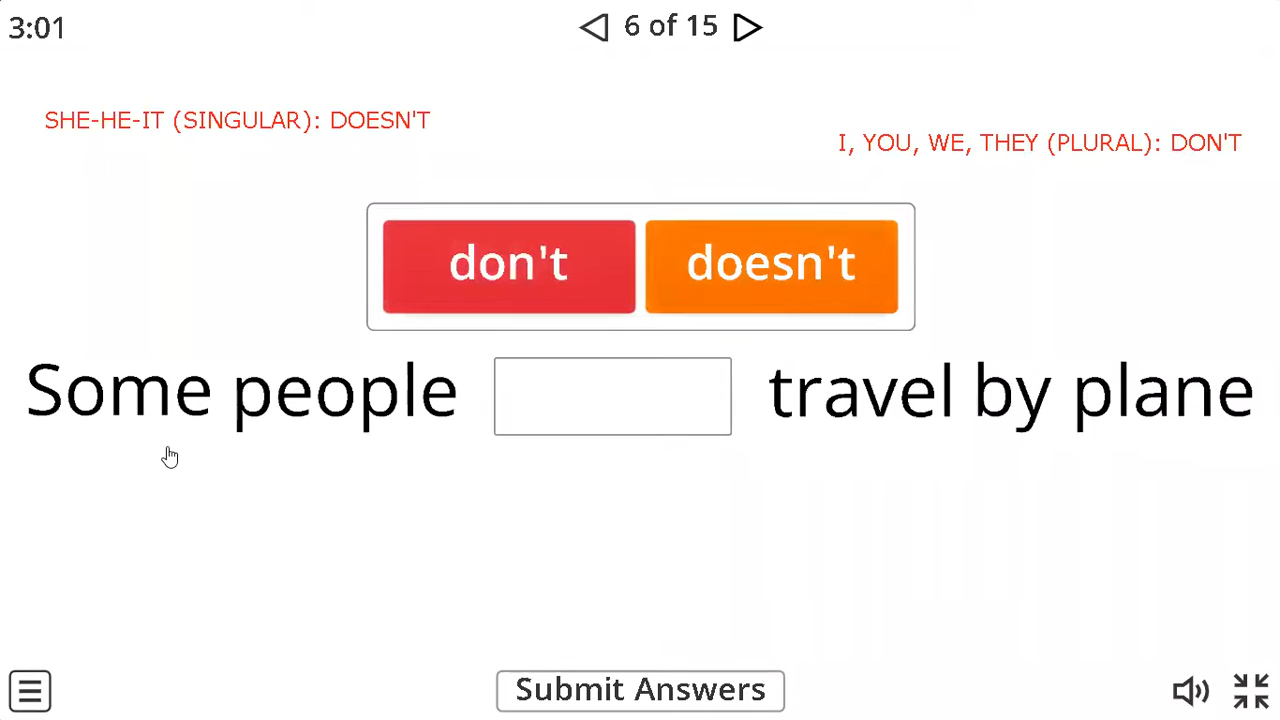 3:01
6 of 15
SHE-HE-IT (SINGULAR): DOESN'T
I, YOU, WE, THEY (PLURAL): DON'T
don't doesn't
Some people travel by plane
Submit Answers